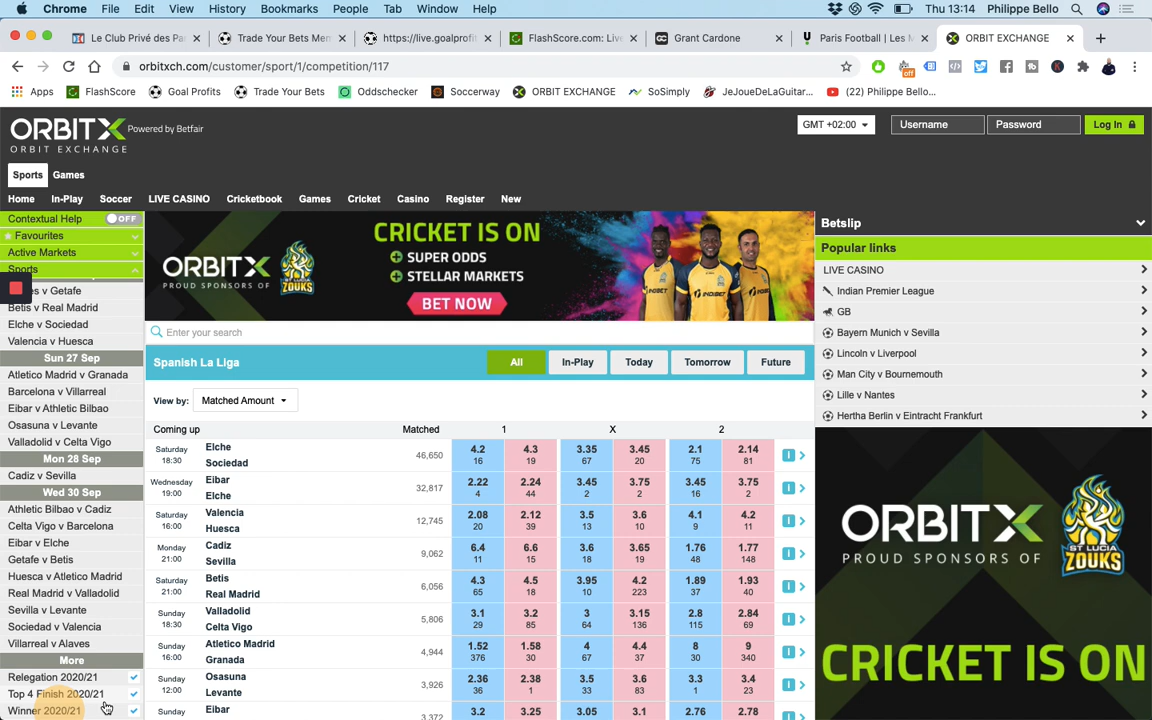 Chrome File Edit View History Bookmarks People Tab Window Help Thu 13:14 Philippe Bello
Le Club Privé des Pa
Trade Your Bets Mem
https://live.goalprofit
FlashScore.com: Liv
Grant Cardone
Paris Football | Les M
ORBIT EXCHANGE
orbitxch.com/customer/sport/1/competition/117
Apps FlashScore Goal Profits Trade Your Bets Oddschecker Soccerway ORBIT EXCHANGE SoSimply JeJoueDeLaGuitar... (22) Philippe Bello...
ORBITX Powered by Betfair
ORBIT EXCHANGE
GMT +02:00 Username Password Log In
Sports Games
Home In-Play Soccer LIVE CASINO Cricketbook Games Cricket Casino Register New
Contextual Help OFF
Favourites
Active Markets
Sports
es v Getafe
Betis v Real Madrid
Elche v Sociedad
Valencia v Huesca
Sun 27 Sep
Atletico Madrid v Granada
Barcelona v Villarreal
Eibar v Athletic Bilbao
Osasuna v Levante
Valladolid v Celta Vigo
Mon 28 Sep
Cadiz v Sevilla
Wed 30 Sep
Athletic Bilbao v Cadiz
Celta Vigo v Barcelona
Eibar v Elche
Getafe v Betis
Huesca v Atletico Madrid
Real Madrid v Valladolid
Sevilla v Levante
Sociedad v Valencia
Villarreal v Alaves
More
Relegation 2020/21
Top 4 Finish 2020/21
Winner 2020/21
ORBITX
PROUD SPONSORS OF
ST LUCIA
ZOUKS
CRICKET IS ON
SUPER ODDS
STELLAR MARKETS
BET NOW
Enter your search
Spanish La Liga All In-Play Today Tomorrow Future
View by: Matched Amount
Coming up Matched 1 X 2
Saturday 18:30 Elche Sociedad 46,650 4.2 16 4.3 19 3.35 67 3.45 20 2.1 75 2.14 81
Wednesday 19:00 Eibar Elche 32,817 2.22 4 2.24 44 3.45 2 3.75 2 3.45 16 3.75 2
Saturday 16:00 Valencia Huesca 12,745 2.08 20 2.12 39 3.5 13 3.6 10 4.1 9 4.2 11
Monday 21:00 Cadiz Sevilla 9,062 6.4 11 6.6 15 3.6 18 3.65 19 1.76 48 1.77 148
Saturday 21:00 Betis Real Madrid 6,056 4.3 65 4.5 18 3.95 10 4.2 223 1.89 37 1.93 40
Sunday 18:30 Valladolid Celta Vigo 5,806 3.1 29 3.2 85 3 64 3.15 136 2.8 115 2.84 69
Sunday 16:00 Atletico Madrid Granada 4,944 1.52 376 1.58 30 4 67 4.4 37 8 30 9 340
Sunday 12:00 Osasuna Levante 3,926 2.36 36 2.38 1 3.5 33 3.6 83 3.3 1 3.4 23
Sunday Eibar 3,372 3.2 3.25 3.05 3.1 2.76 2.78
Betslip
Popular links
LIVE CASINO
Indian Premier League
GB
Bayern Munich v Sevilla
Lincoln v Liverpool
Man City v Bournemouth
Lille v Nantes
Hertha Berlin v Eintracht Frankfurt
ORBITX
PROUD SPONSORS OF
ST LUCIA
ZOUKS
CRICKET IS ON